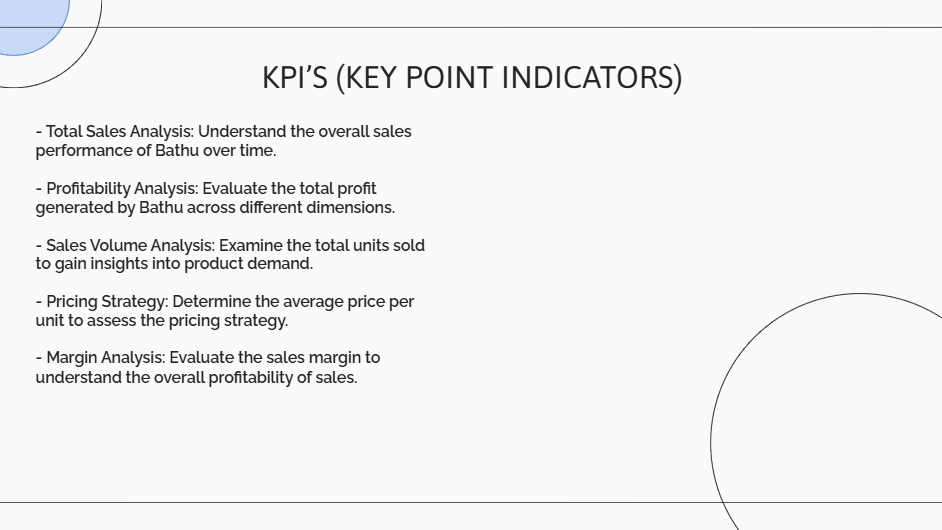 KPI’S (KEY POINT INDICATORS)
- Total Sales Analysis: Understand the overall sales
performance of Bathu over time.
- Profitability Analysis: Evaluate the total profit
generated by Bathu across different dimensions.
- Sales Volume Analysis: Examine the total units sold
to gain insights into product demand.
- Pricing Strategy: Determine the average price per
unit to assess the pricing strategy.
- Margin Analysis: Evaluate the sales margin to
understand the overall profitability of sales.